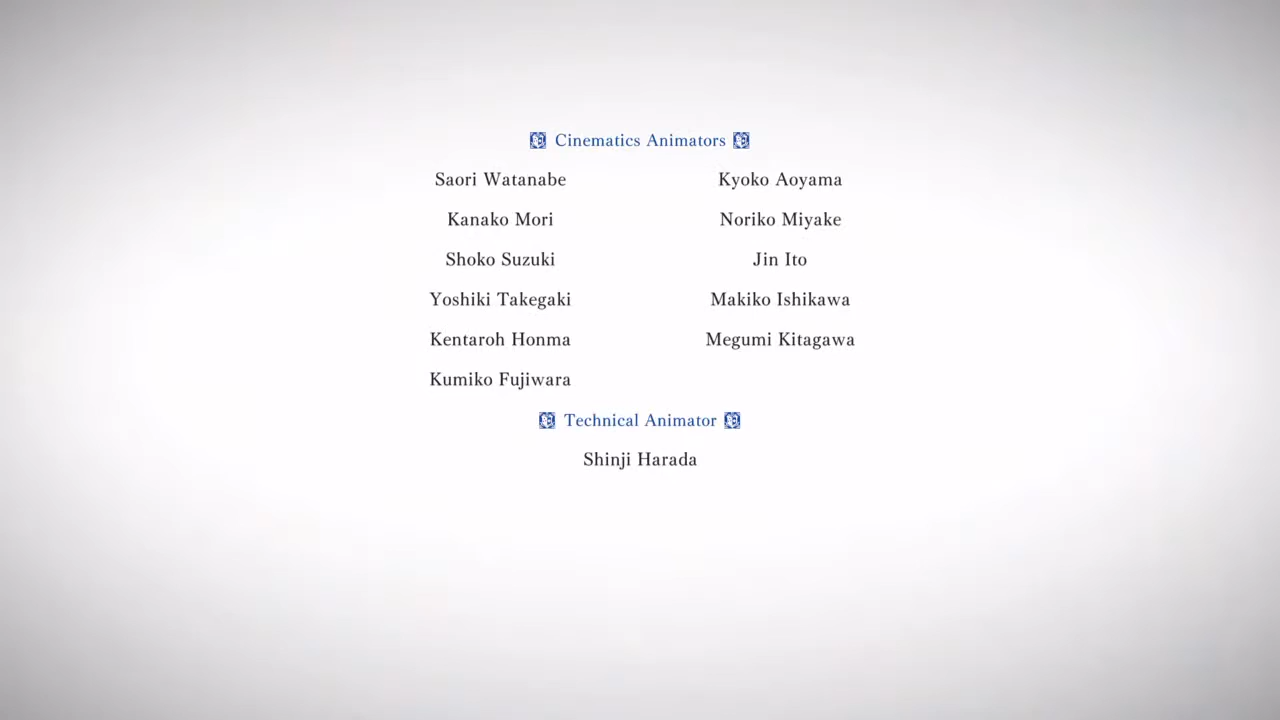 Cinematics Animators
Saori Watanabe Kyoko Aoyama
Kanako Mori Noriko Miyake
Shoko Suzuki Jin Ito
Yoshiki Takegaki Makiko Ishikawa
Kentaroh Honma Megumi Kitagawa
Kumiko Fujiwara
Technical Animator
Shinji Harada